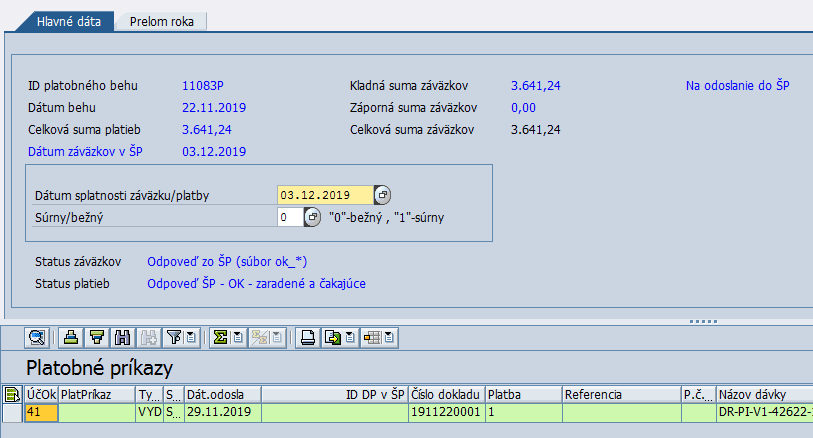 Hlavné dáta Prelom roka
ID platobného behu 11083P Kladná suma záväzkov 3.641,24 Na odoslanie do ŠP
Dátum behu 22.11.2019 Záporná suma záväzkov 0,00
Celková suma platieb 3.641,24 Celková suma záväzkov 3.641,24
Dátum záväzkov v ŠP 03.12.2019
Dátum splatnosti záväzku/platby 03.12.2019
Súrny/bežný 0 "0"-bežný , "1"-súrny
Status záväzkov Odpoveď zo ŠP (súbor ok_*)
Status platieb Odpoveď ŠP - OK - zaradené a čakajúce
Platobné príkazy
ÚčOk PlatPríkaz Ty... S... Dát.odosla ID DP v ŠP Číslo dokladu Platba Referencia P.č... Názov dávky
41 VYD S... 29.11.2019 1911220001 1 DR-PI-V1-42622-